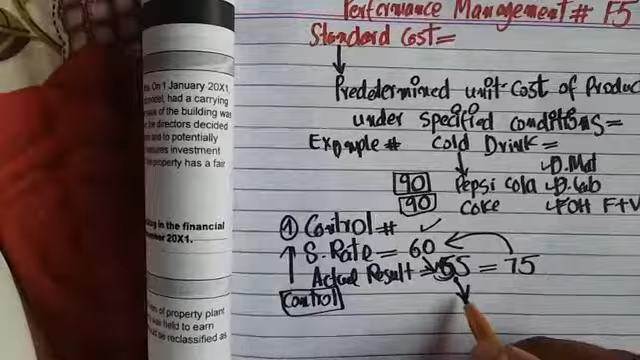 Performance Management# F5
Standard Cost=
Predetermined unit cost of Produc
under specified conditions=
Example# Cold Drink=
D.Mat
90 Pepsi cola D.Lab
90 Coke FOH F+V
① Control#
S.Rate = 60
Actual Result = 55 = 75
Control
On 1 January 20X1,
model, had a carrying
of the building was
the directors decided
and to potentially
investment
property has a fair
in the financial
20X1.
of property plant
held to earn
be reclassified as